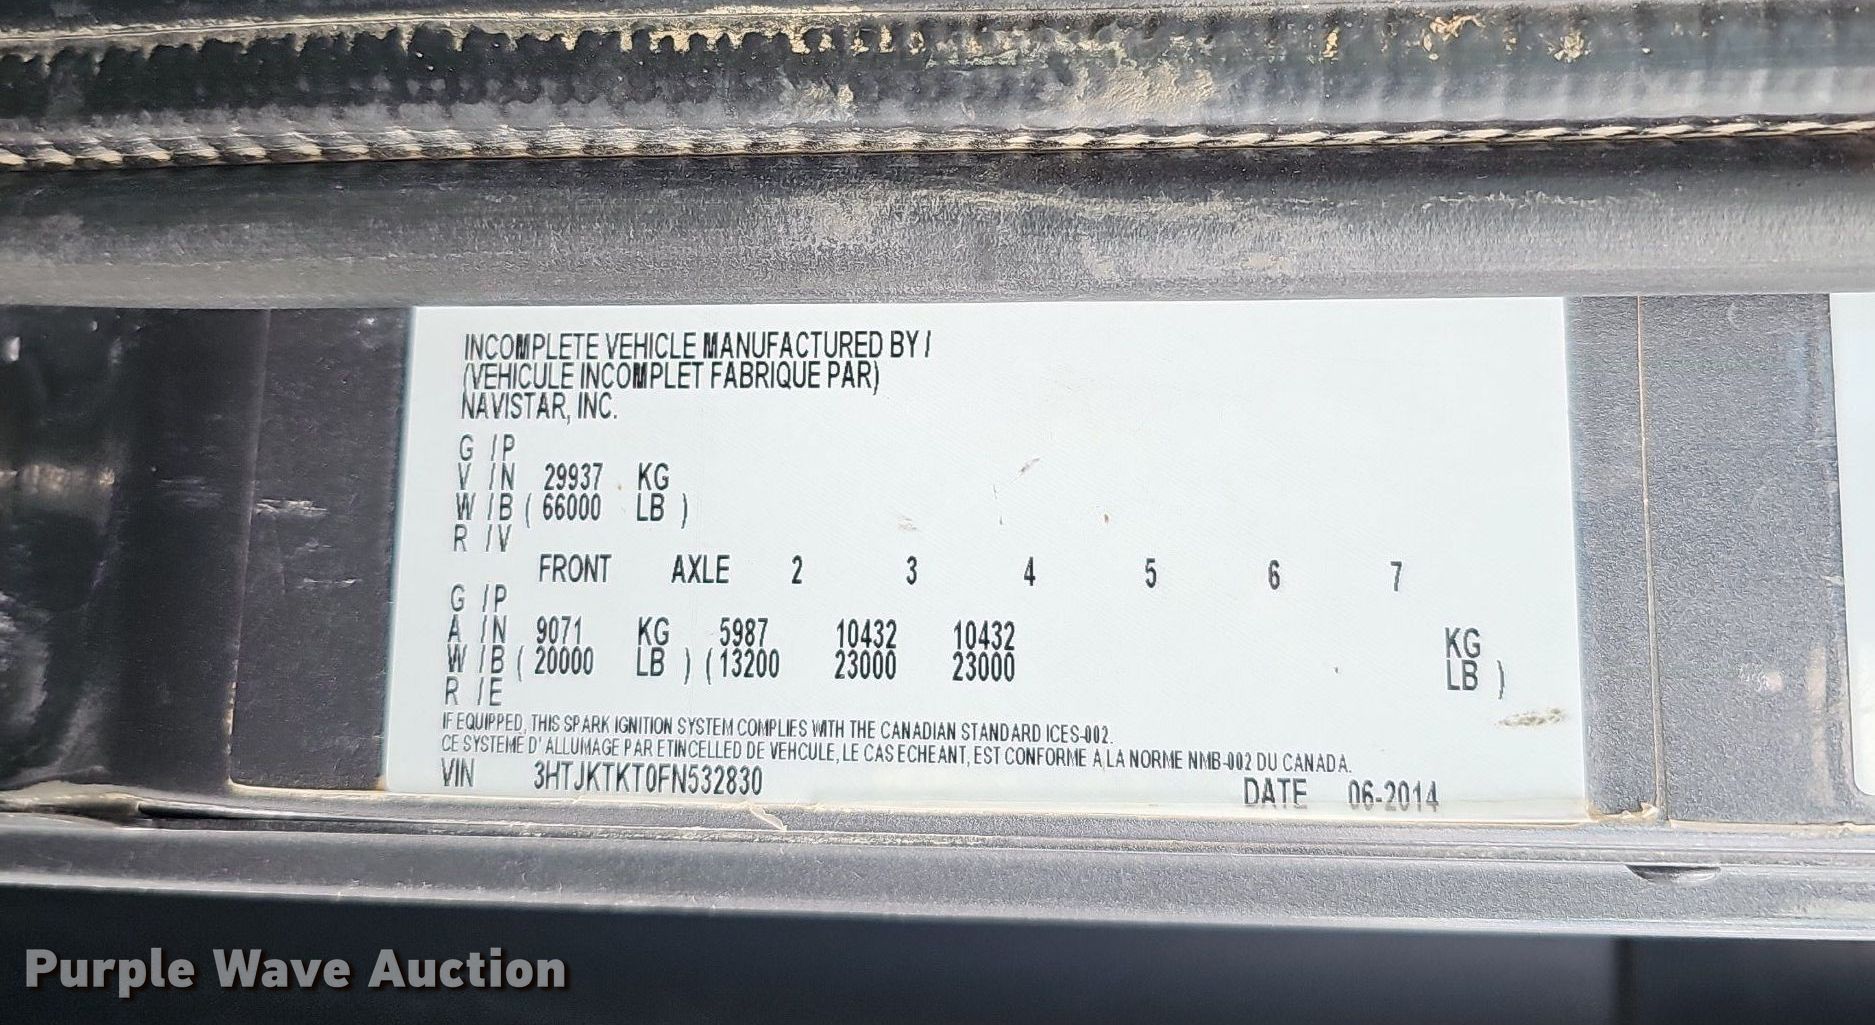 INCOMPLETE VEHICLE MANUFACTURED BY /
(VEHICULE INCOMPLET FABRIQUE PAR)
NAVISTAR, INC.
G / P
V / N 29937 KG
W / B ( 66000 LB )
R / V
FRONT AXLE 2 3 4 5 6 7
G / P
A / N 9071 KG 5987 10432 10432 KG
W / B ( 20000 LB ) ( 13200 23000 23000 LB )
R / E
IF EQUIPPED, THIS SPARK IGNITION SYSTEM COMPLIES WITH THE CANADIAN STANDARD ICES-002.
CE SYSTEME D' ALLUMAGE PAR ETINCELLED DE VEHCULE, LE CAS ECHEANT, EST CONFORME A LA NORME NMB-002 DU CANADA.
VIN 3HTJKTKT0FN532830 DATE 06-2014
Purple Wave Auction